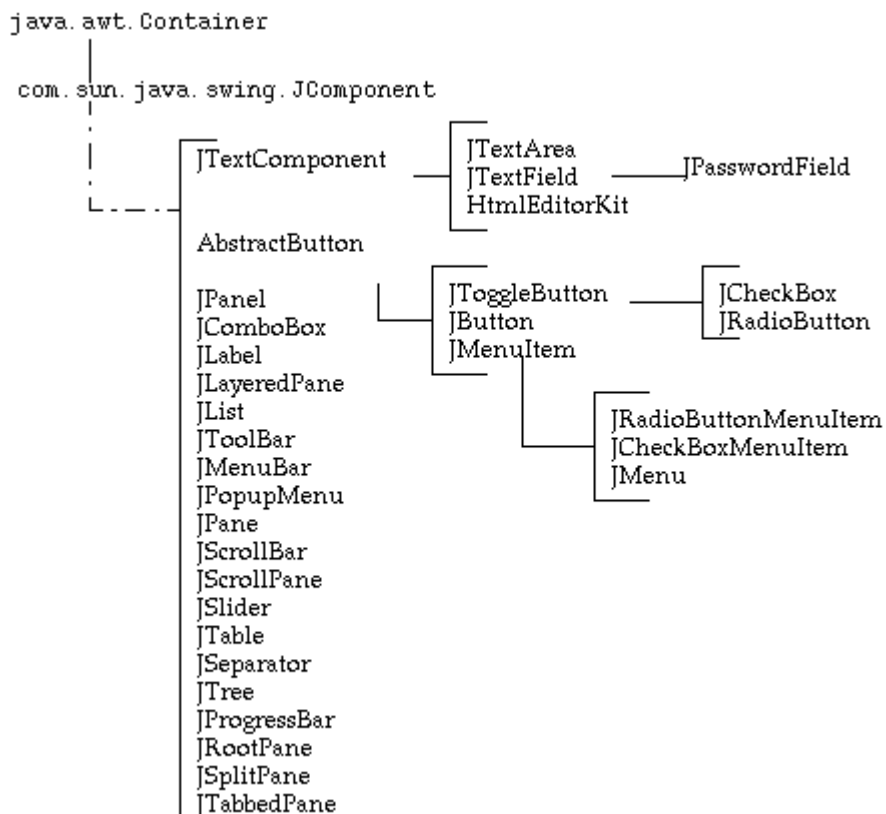 java.awt.Container
com.sun.java.swing.JComponent
JTextComponent
JTextArea
JTextField
HtmlEditorKit
JPasswordField
AbstractButton
JToggleButton
JButton
JMenuItem
JCheckBox
JRadioButton
JRadioButtonMenuItem
JCheckBoxMenuItem
JMenu
JPanel
JComboBox
JLabel
JLayeredPane
JList
JToolBar
JMenuBar
JPopupMenu
JPane
JScrollBar
JScrollPane
JSlider
JTable
JSeparator
JTree
JProgressBar
JRootPane
JSplitPane
JTabbedPane